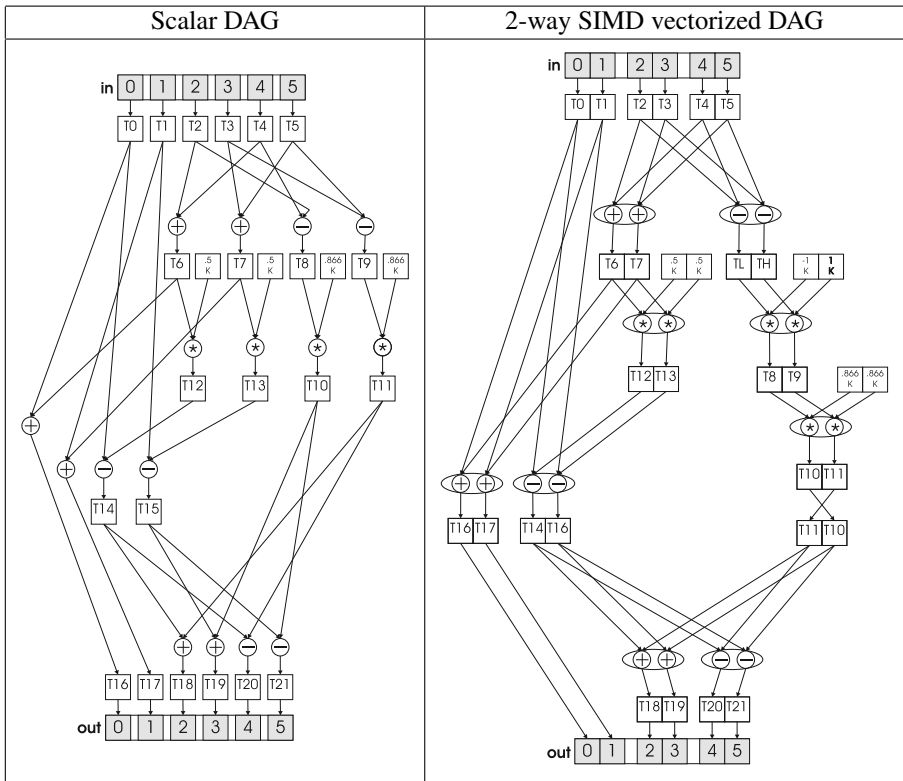 Scalar DAG
in 0 1 2 3 4 5
T0 T1 T2 T3 T4 T5
+ + − −
T6 .5 K T7 .5 K T8 .866 K T9 .866 K
* * * *
T12 T13 T10 T11
+
+ − −
T14 T15
+ + − −
T16 T17 T18 T19 T20 T21
out 0 1 2 3 4 5
2-way SIMD vectorized DAG
in 0 1 2 3 4 5
T0 T1 T2 T3 T4 T5
+ + − −
T6 T7 .5 K .5 K TL TH -1 K 1 K
* * * *
T12 T13 T8 T9 .866 K .866 K
* *
T10 T11
+ + − −
T16 T17 T14 T16 T11 T10
+ + − −
T18 T19 T20 T21
out 0 1 2 3 4 5